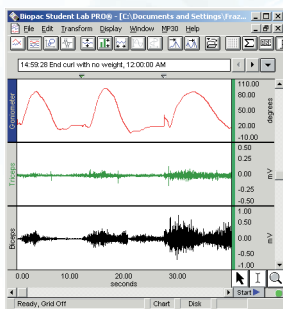 Biopac Student Lab PRO® - [C:\Documents and Settings\Fraz...
File Edit Transform Display Window MP30 Help
14:59:28 End curl with no weight, 12:00:00 AM
Goniometer
110.00
80.00
50.00
20.00
-10.00
degrees
Triceps
0.50
0.25
0.00
-0.25
-0.50
mV
Biceps
1.00
0.50
0.00
-0.50
-1.00
mV
0.00 10.00 20.00 30.00
seconds
Start
Ready, Grid Off Chart Disk